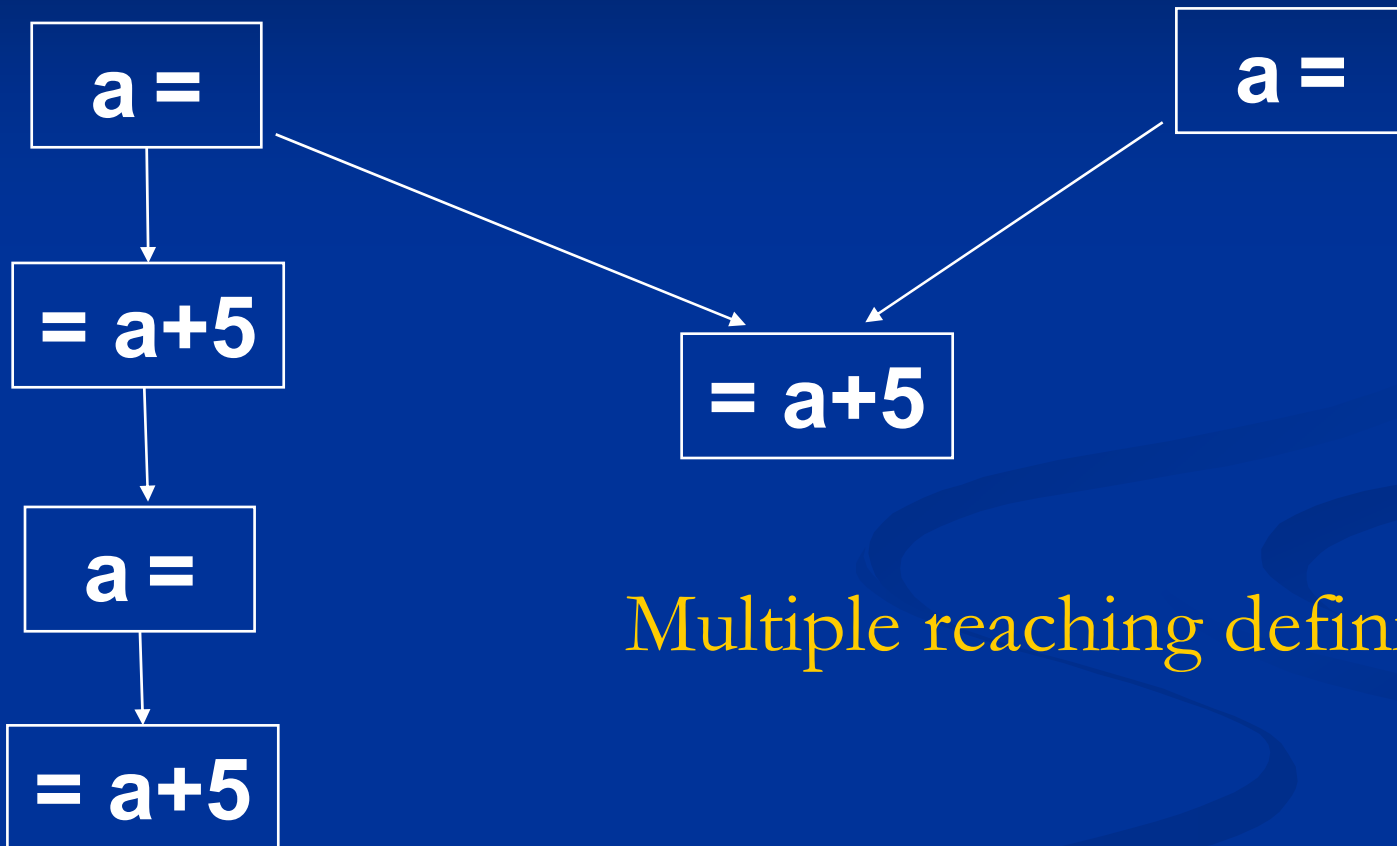 a =
a =
= a+5
= a+5
a =
Multiple reaching
= a+5